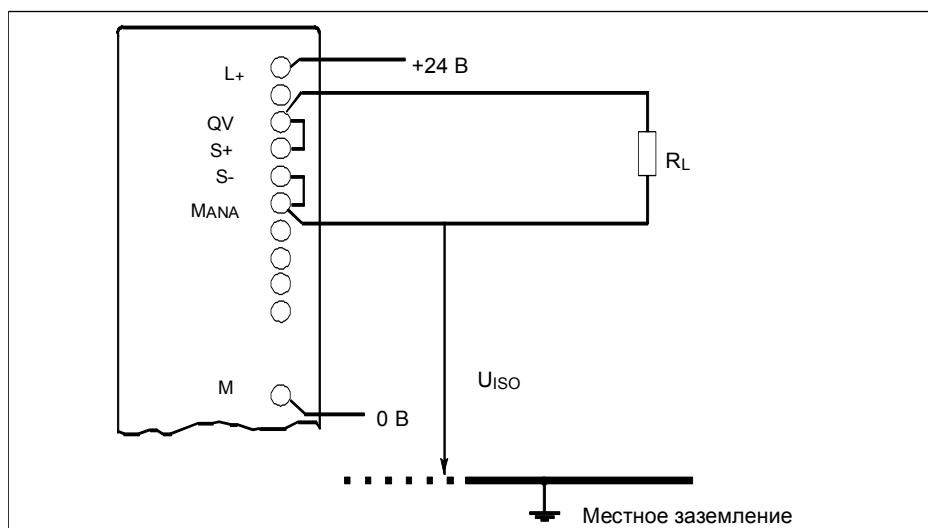 L+
+24 В
QV
S+
S-
RL
MANA
UISO
M
0 В
Местное заземление